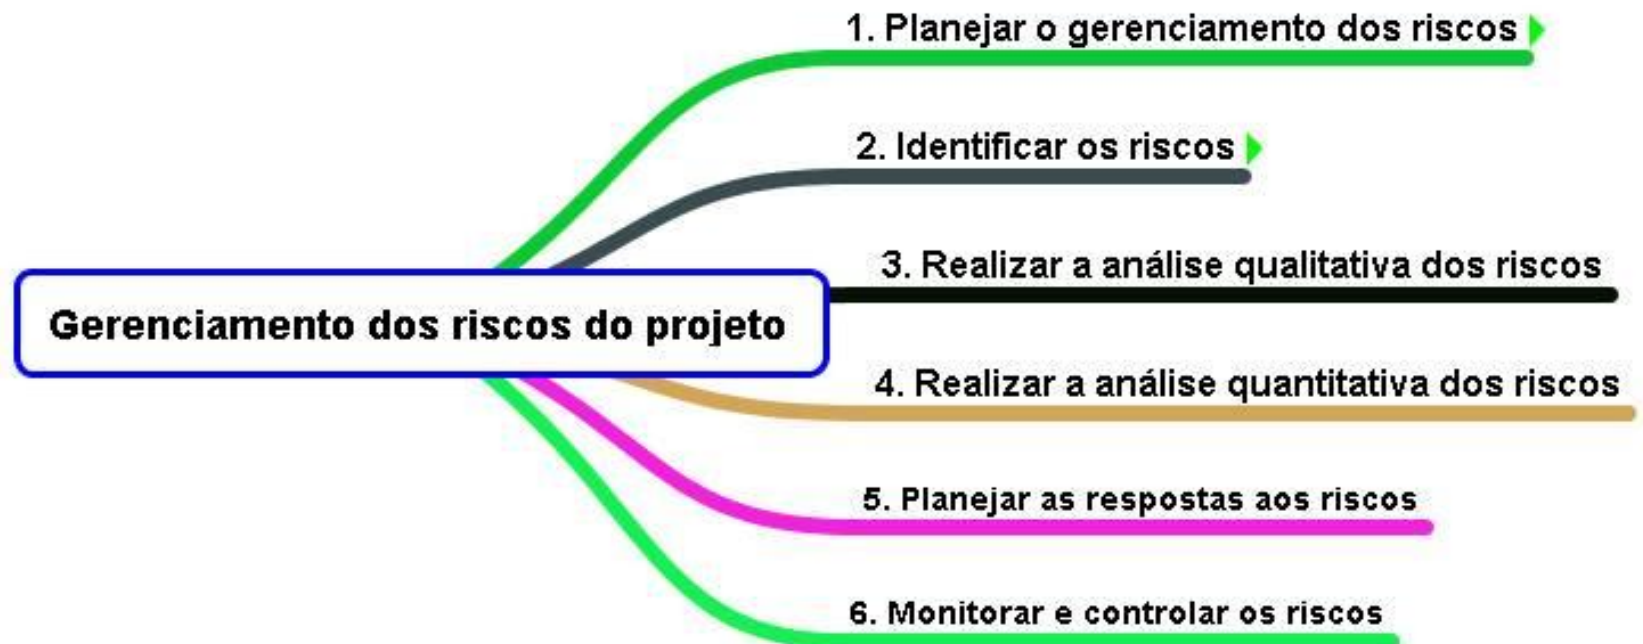 1. Planejar o gerenciamento dos riscos
2. Identificar os riscos
3. Realizar a análise qualitativa dos riscos
Gerenciamento dos riscos do projeto
4. Realizar a análise quantitativa dos riscos
5. Planejar as respostas aos riscos
6. Monitorar e controlar os riscos